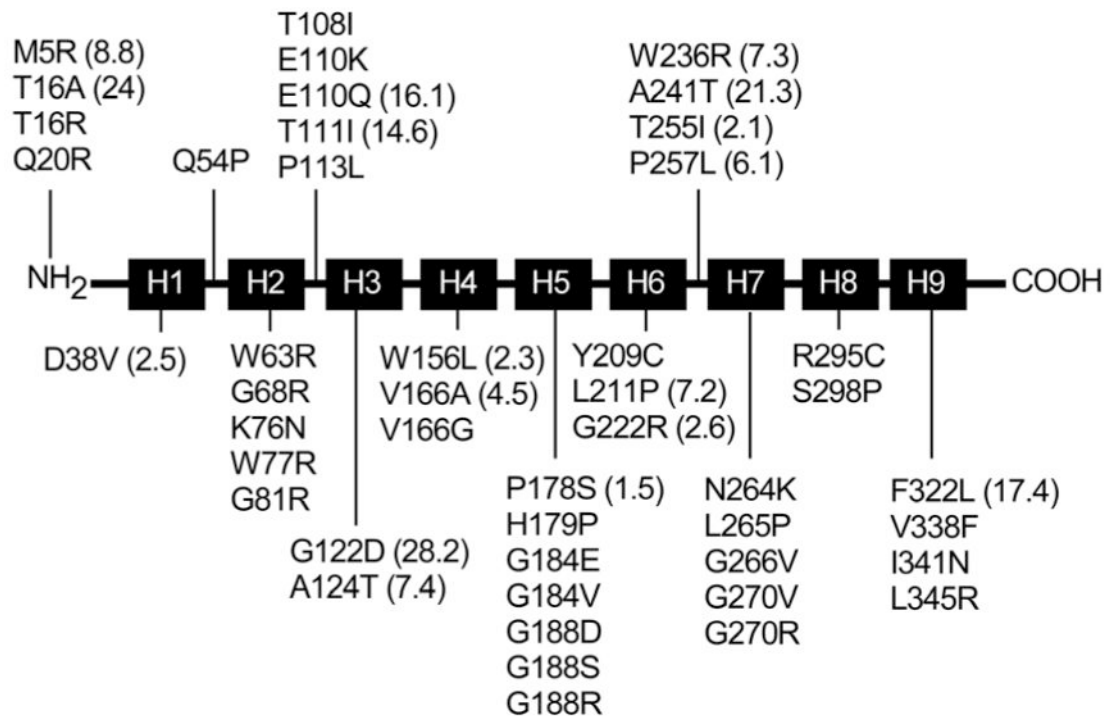 M5R (8.8)
T16A (24)
T16R
Q20R
Q54P
T108I
E110K
E110Q (16.1)
T111I (14.6)
P113L
W236R (7.3)
A241T (21.3)
T255I (2.1)
P257L (6.1)
NH2 H1 H2 H3 H4 H5 H6 H7 H8 H9 COOH
D38V (2.5)
W63R
G68R
K76N
W77R
G81R
G122D (28.2)
A124T (7.4)
W156L (2.3)
V166A (4.5)
V166G
P178S (1.5)
H179P
G184E
G184V
G188D
G188S
G188R
Y209C
L211P (7.2)
G222R (2.6)
N264K
L265P
G266V
G270V
G270R
R295C
S298P
F322L (17.4)
V338F
I341N
L345R